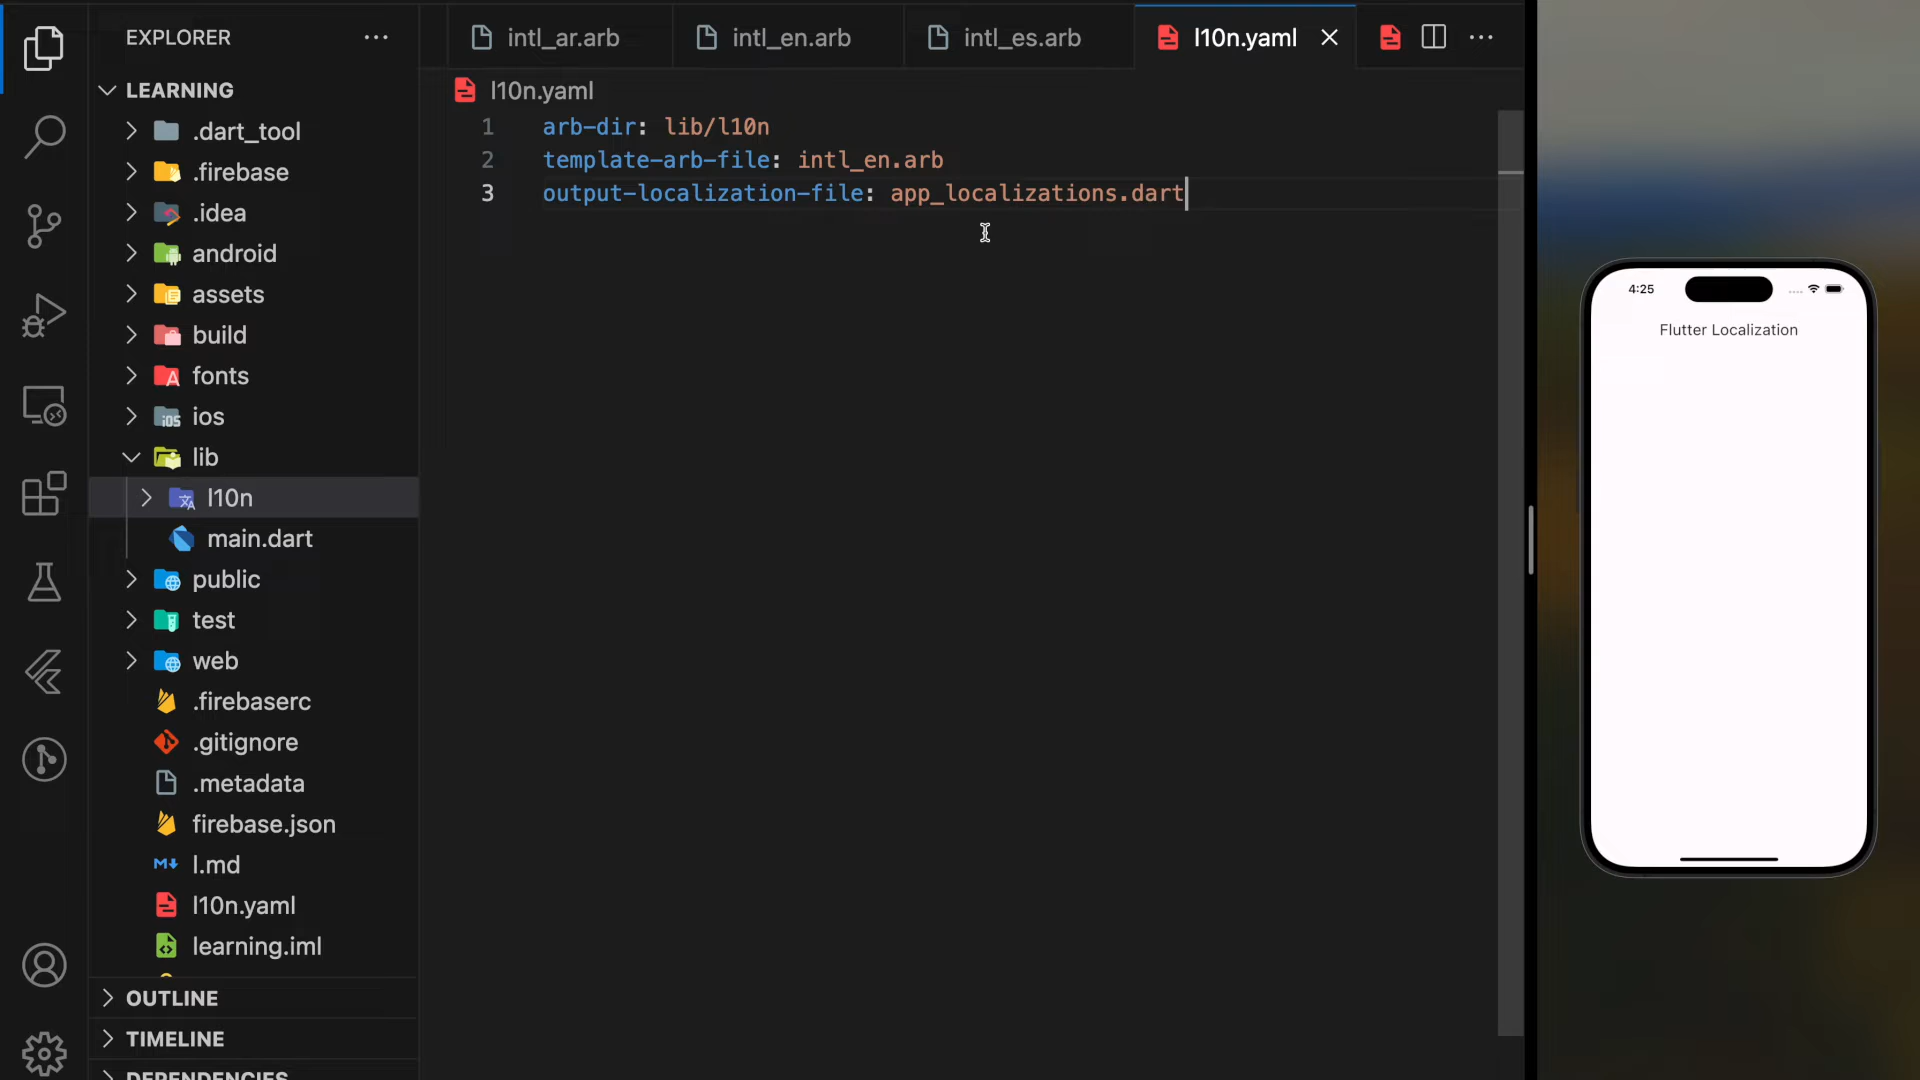 EXPLORER
LEARNING
.dart_tool
.firebase
.idea
android
assets
build
fonts
ios
lib
l10n
main.dart
public
test
web
.firebaserc
.gitignore
.metadata
firebase.json
l.md
l10n.yaml
learning.iml
OUTLINE
TIMELINE
DEPENDENCIES
intl_ar.arb
intl_en.arb
intl_es.arb
l10n.yaml
l10n.yaml
1 arb-dir: lib/l10n
2 template-arb-file: intl_en.arb
3 output-localization-file: app_localizations.dart
4:25
Flutter Localization